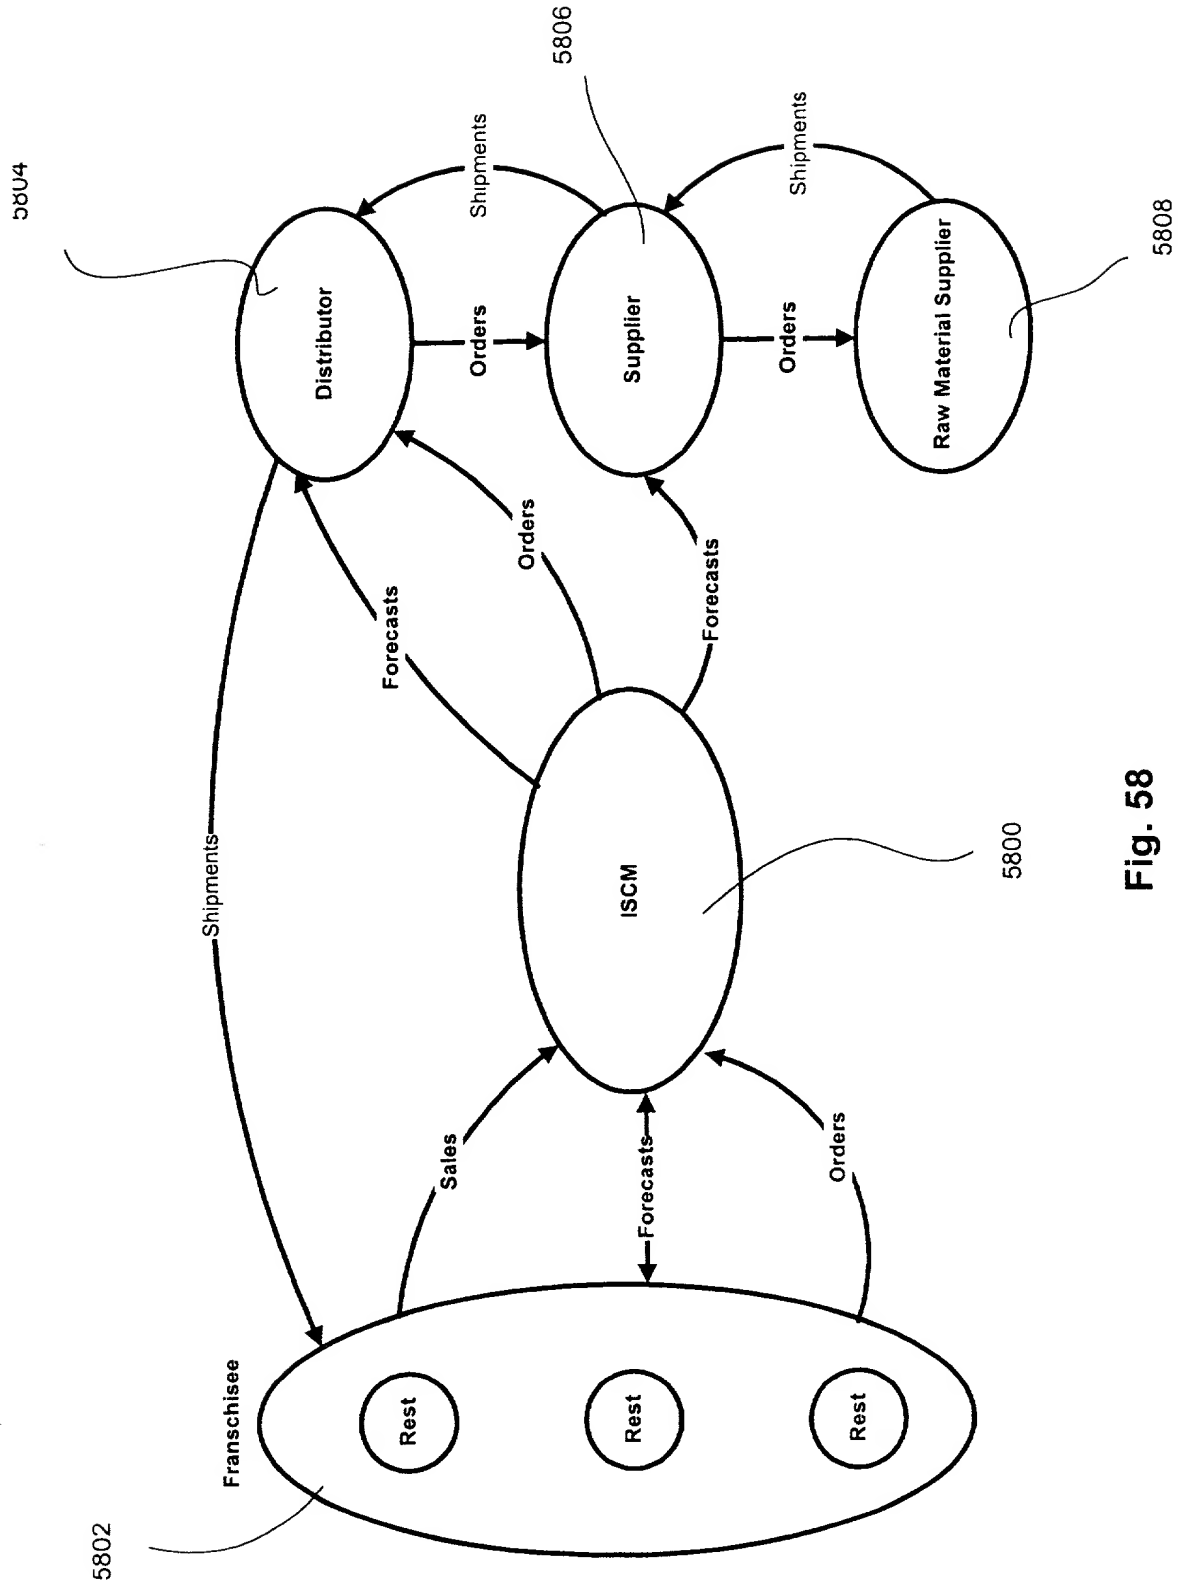 5802
Franschisee
Rest
Rest
Rest
Shipments
Sales
Forecasts
Orders
ISCM
5800
Forecasts
Orders
Forecasts
5804
Distributor
Orders
Shipments
5806
Supplier
Orders
Shipments
Raw Material Supplier
5808
Fig. 58